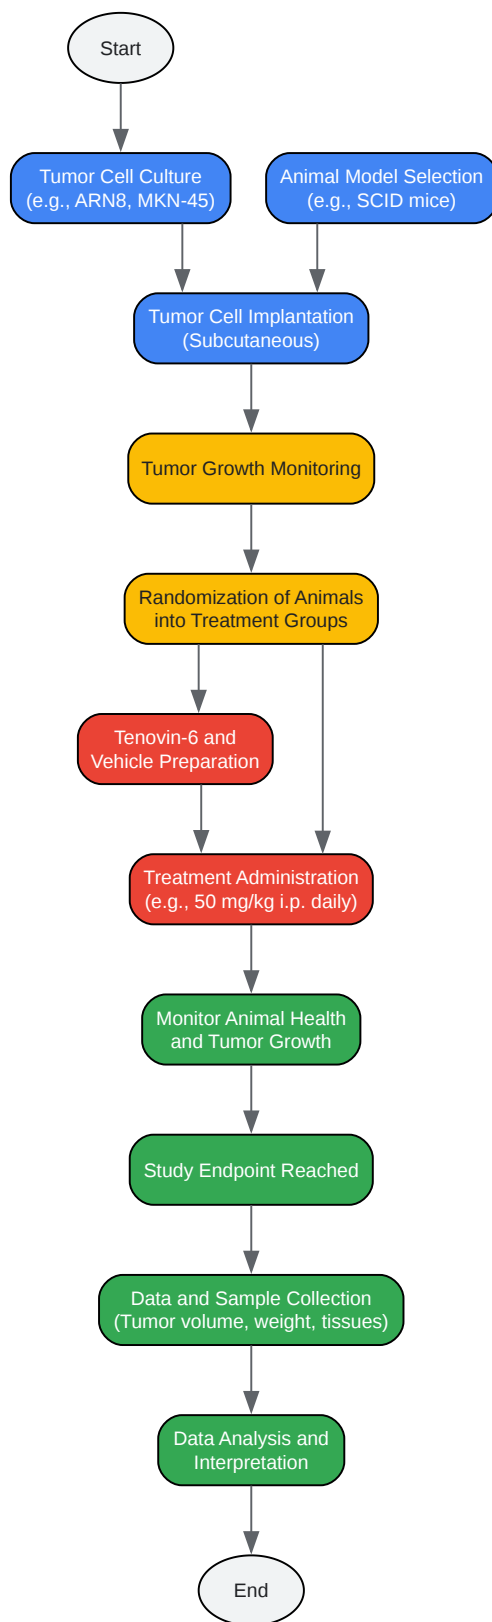 Start
Tumor Cell Culture
(e.g., ARN8, MKN-45)
Animal Model Selection
(e.g., SCID mice)
Tumor Cell Implantation
(Subcutaneous)
Tumor Growth Monitoring
Randomization of Animals
into Treatment Groups
Tenovin-6 and
Vehicle Preparation
Treatment Administration
(e.g., 50 mg/kg i.p. daily)
Monitor Animal Health
and Tumor Growth
Study Endpoint Reached
Data and Sample Collection
(Tumor volume, weight, tissues)
Data Analysis and
Interpretation
End